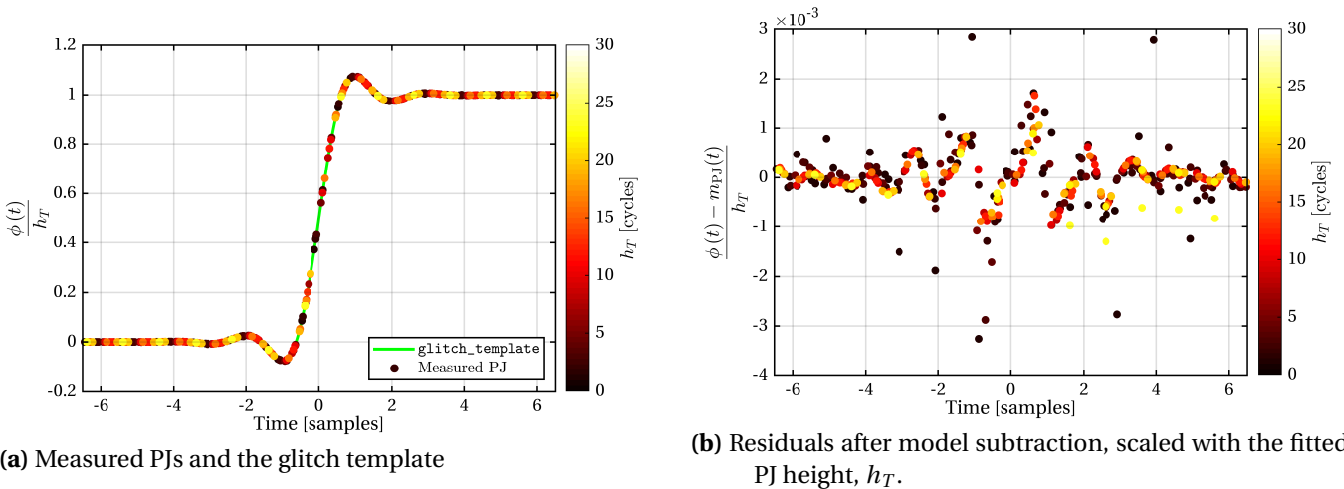 1.2
1
0.8
0.6
0.4
0.2
0
-0.2
ϕ(t)
h_T
-6 -4 -2 0 2 4 6
Time [samples]
glitch_template
Measured PJ
30
25
20
15
10
5
0
h_T [cycles]
(a) Measured PJs and the glitch template
×10⁻³
3
2
1
0
-1
-2
-3
-4
ϕ(t) − m_PJ(t)
h_T
-6 -4 -2 0 2 4 6
Time [samples]
30
25
20
15
10
5
0
h_T [cycles]
(b) Residuals after model subtraction, scaled with the fitted
PJ height, h_T.